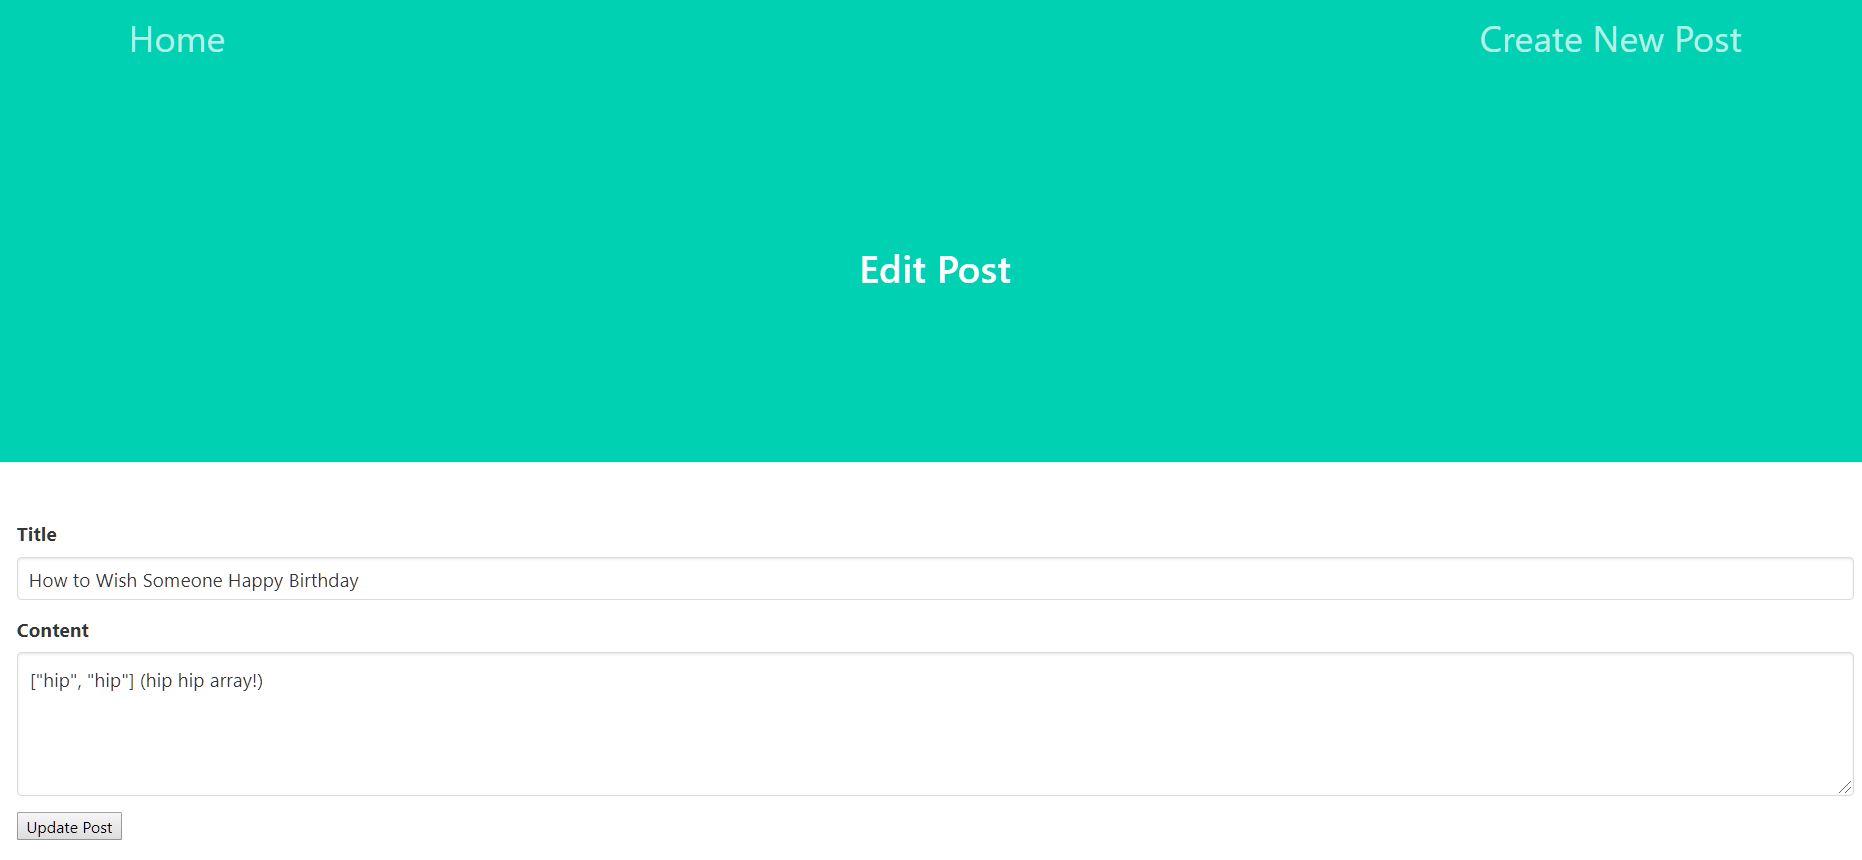 Home
Create New Post
Edit Post
Title
How to Wish Someone Happy Birthday
Content
["hip", "hip"] (hip hip array!)
Update Post